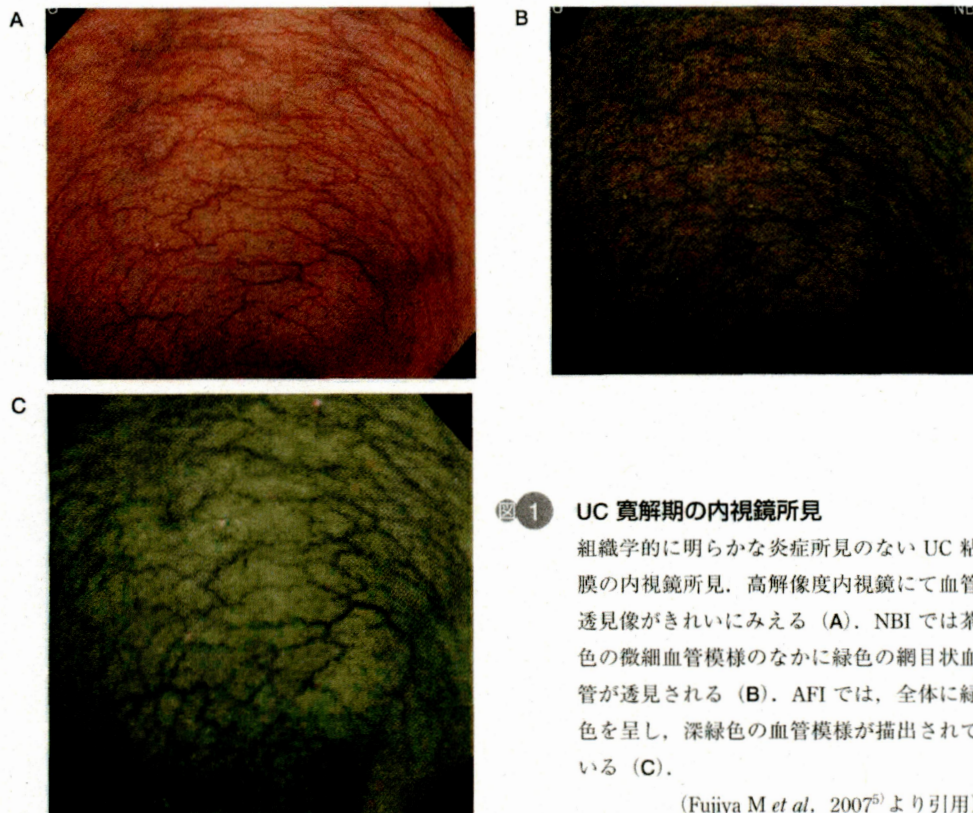 A
B
C
図1 UC 寛解期の内視鏡所見
組織学的に明らかな炎症所見のない UC 粘
膜の内視鏡所見．高解像度内視鏡にて血管
透見像がきれいにみえる（A）．NBI では茶
色の微細血管模様のなかに緑色の網目状血
管が透見される（B）．AFI では，全体に緑
色を呈し，深緑色の血管模様が描出されて
いる（C）．
(Fujiya M et al, 2007⁵⁾より引用)